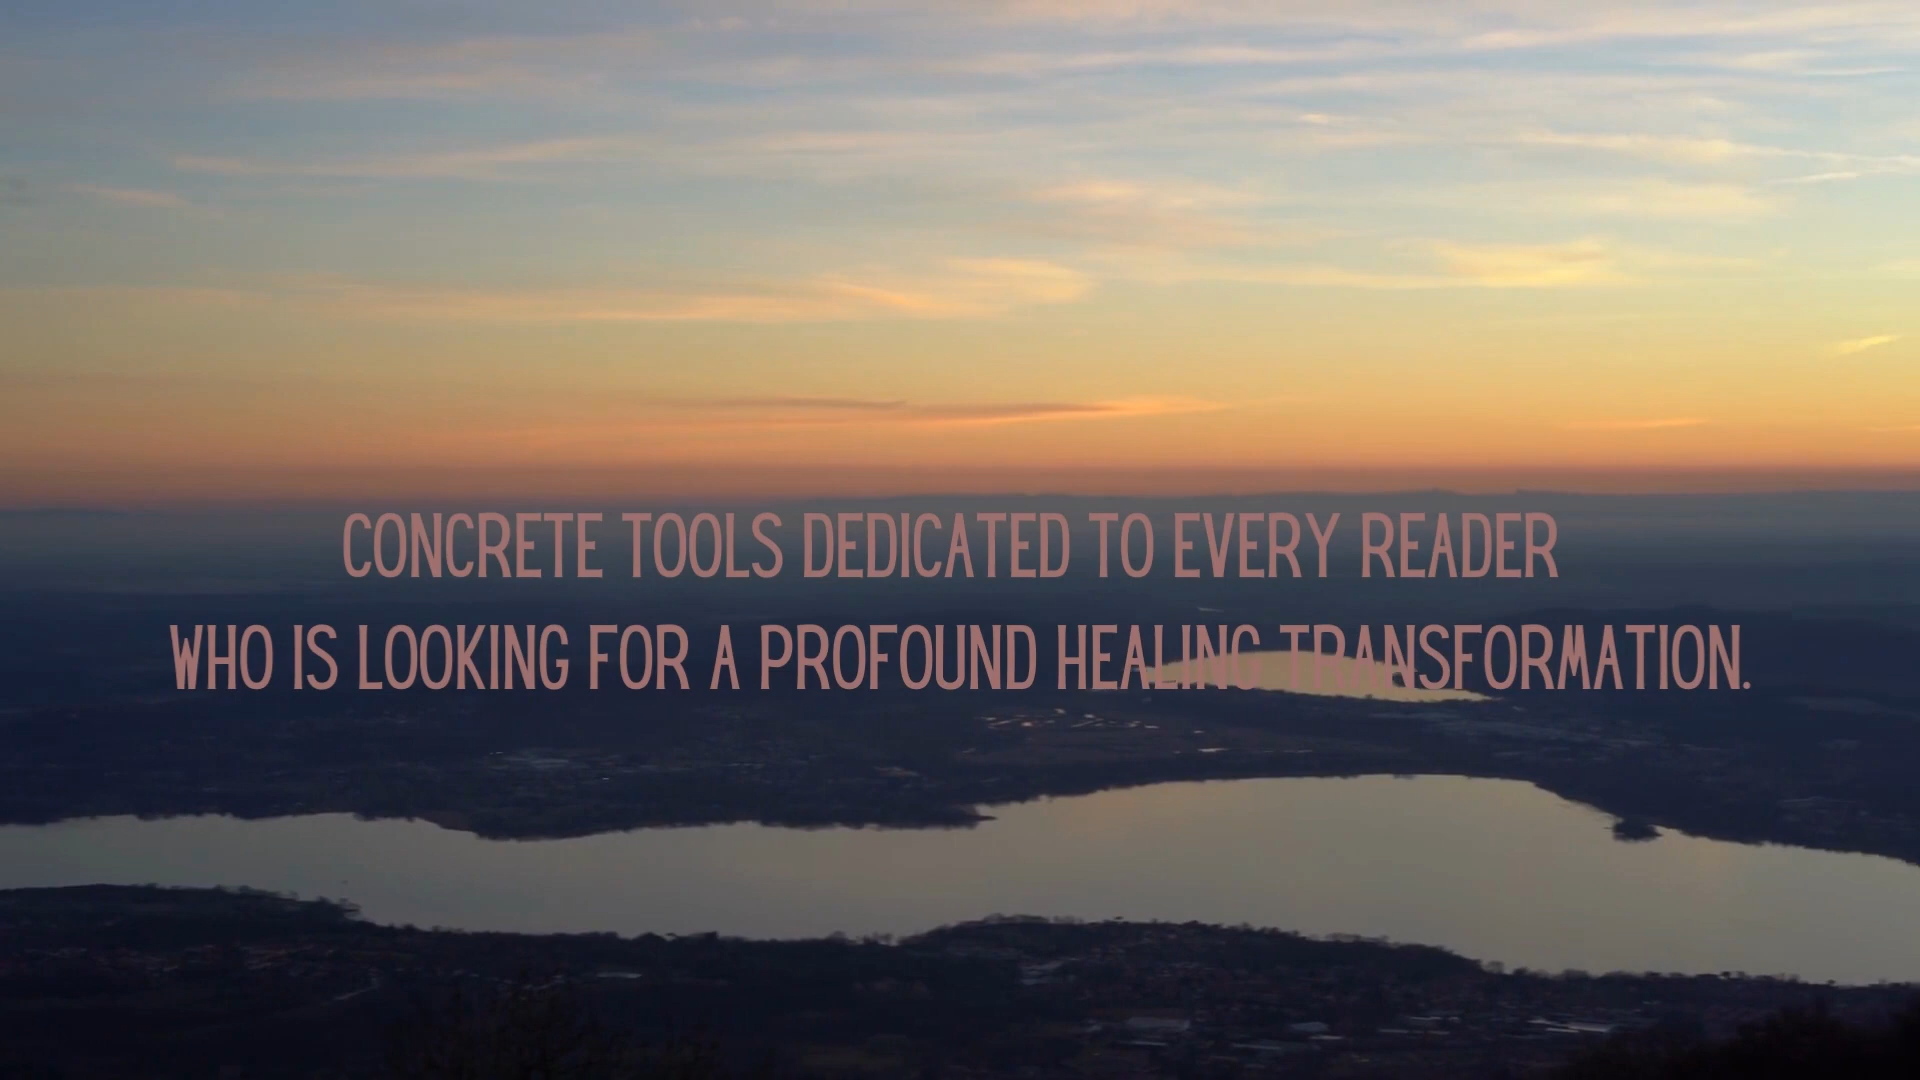 CONCRETE TOOLS DEDICATED TO EVERY READER
WHO IS LOOKING FOR A PROFOUND HEALING TRANSFORMATION.